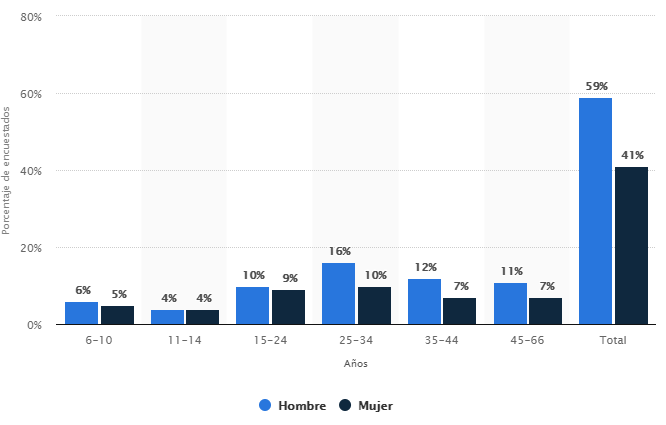 80%
60%
40%
20%
0%
Porcentaje de encuestados
6% 5% 4% 4% 10% 9% 16% 10% 12% 7% 11% 7% 59% 41%
6–10 11–14 15–24 25–34 35–44 45–66 Total
Años
Hombre Mujer